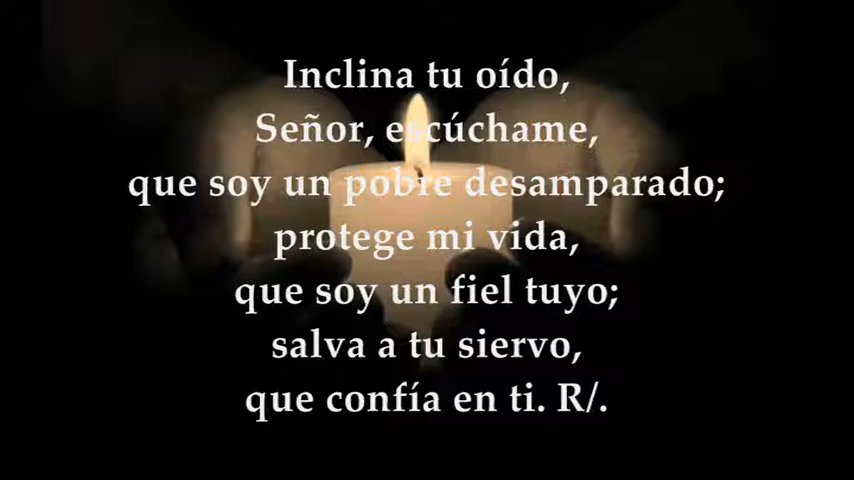 Inclina tu oído,
Señor, escúchame,
que soy un pobre desamparado;
protege mi vida,
que soy un fiel tuyo;
salva a tu siervo,
que confía en ti. R/.